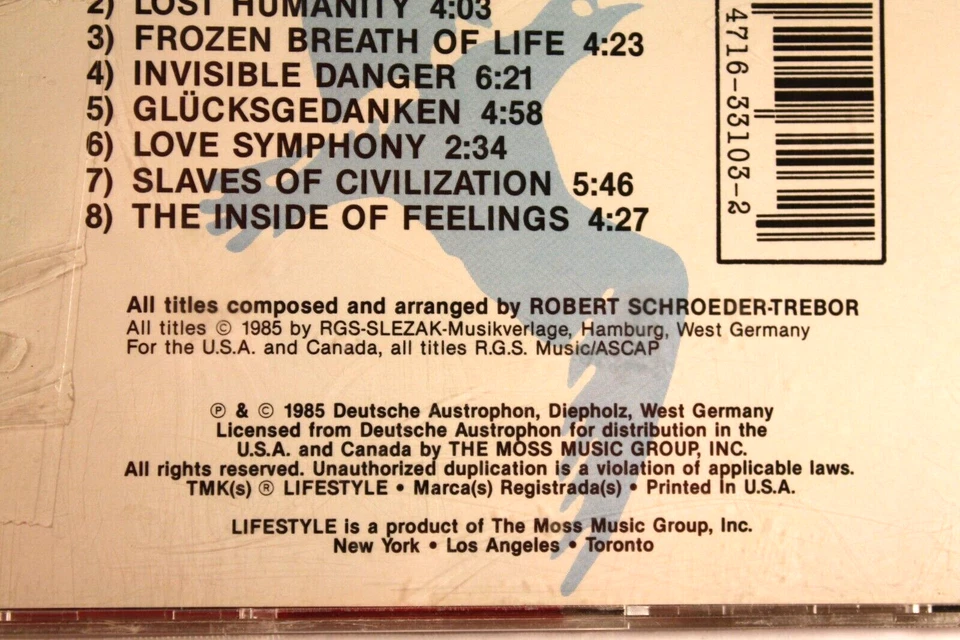 2) LOST HUMANITY 4:03
3) FROZEN BREATH OF LIFE 4:23
4) INVISIBLE DANGER 6:21
5) GLÜCKSGEDANKEN 4:58
6) LOVE SYMPHONY 2:34
7) SLAVES OF CIVILIZATION 5:46
8) THE INSIDE OF FEELINGS 4:27
4716-33103-2
All titles composed and arranged by ROBERT SCHROEDER-TREBOR
All titles © 1985 by RGS-SLEZAK-Musikverlage, Hamburg, West Germany
For the U.S.A. and Canada, all titles R.G.S. Music/ASCAP
℗ & © 1985 Deutsche Austrophon, Diepholz, West Germany
Licensed from Deutsche Austrophon for distribution in the
U.S.A. and Canada by THE MOSS MUSIC GROUP, INC.
All rights reserved. Unauthorized duplication is a violation of applicable laws.
TMK(s) ® LIFESTYLE • Marca(s) Registrada(s) • Printed In U.S.A.
LIFESTYLE is a product of The Moss Music Group, Inc.
New York • Los Angeles • Toronto